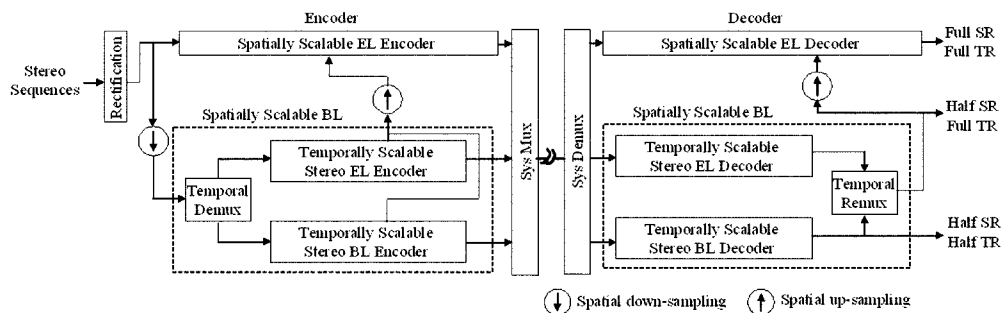 Encoder
Decoder
Stereo
Sequences
Rectification
Spatially Scalable EL Encoder
Spatially Scalable BL
Temporal
Demux
Temporally Scalable
Stereo EL Encoder
Temporally Scalable
Stereo BL Encoder
Sys Mux
Sys Demux
Spatially Scalable EL Decoder
Spatially Scalable BL
Temporally Scalable
Stereo EL Decoder
Temporally Scalable
Stereo BL Decoder
Temporal
Remux
Full SR
Full TR
Half SR
Full TR
Half SR
Half TR
Spatial down-sampling
Spatial up-sampling